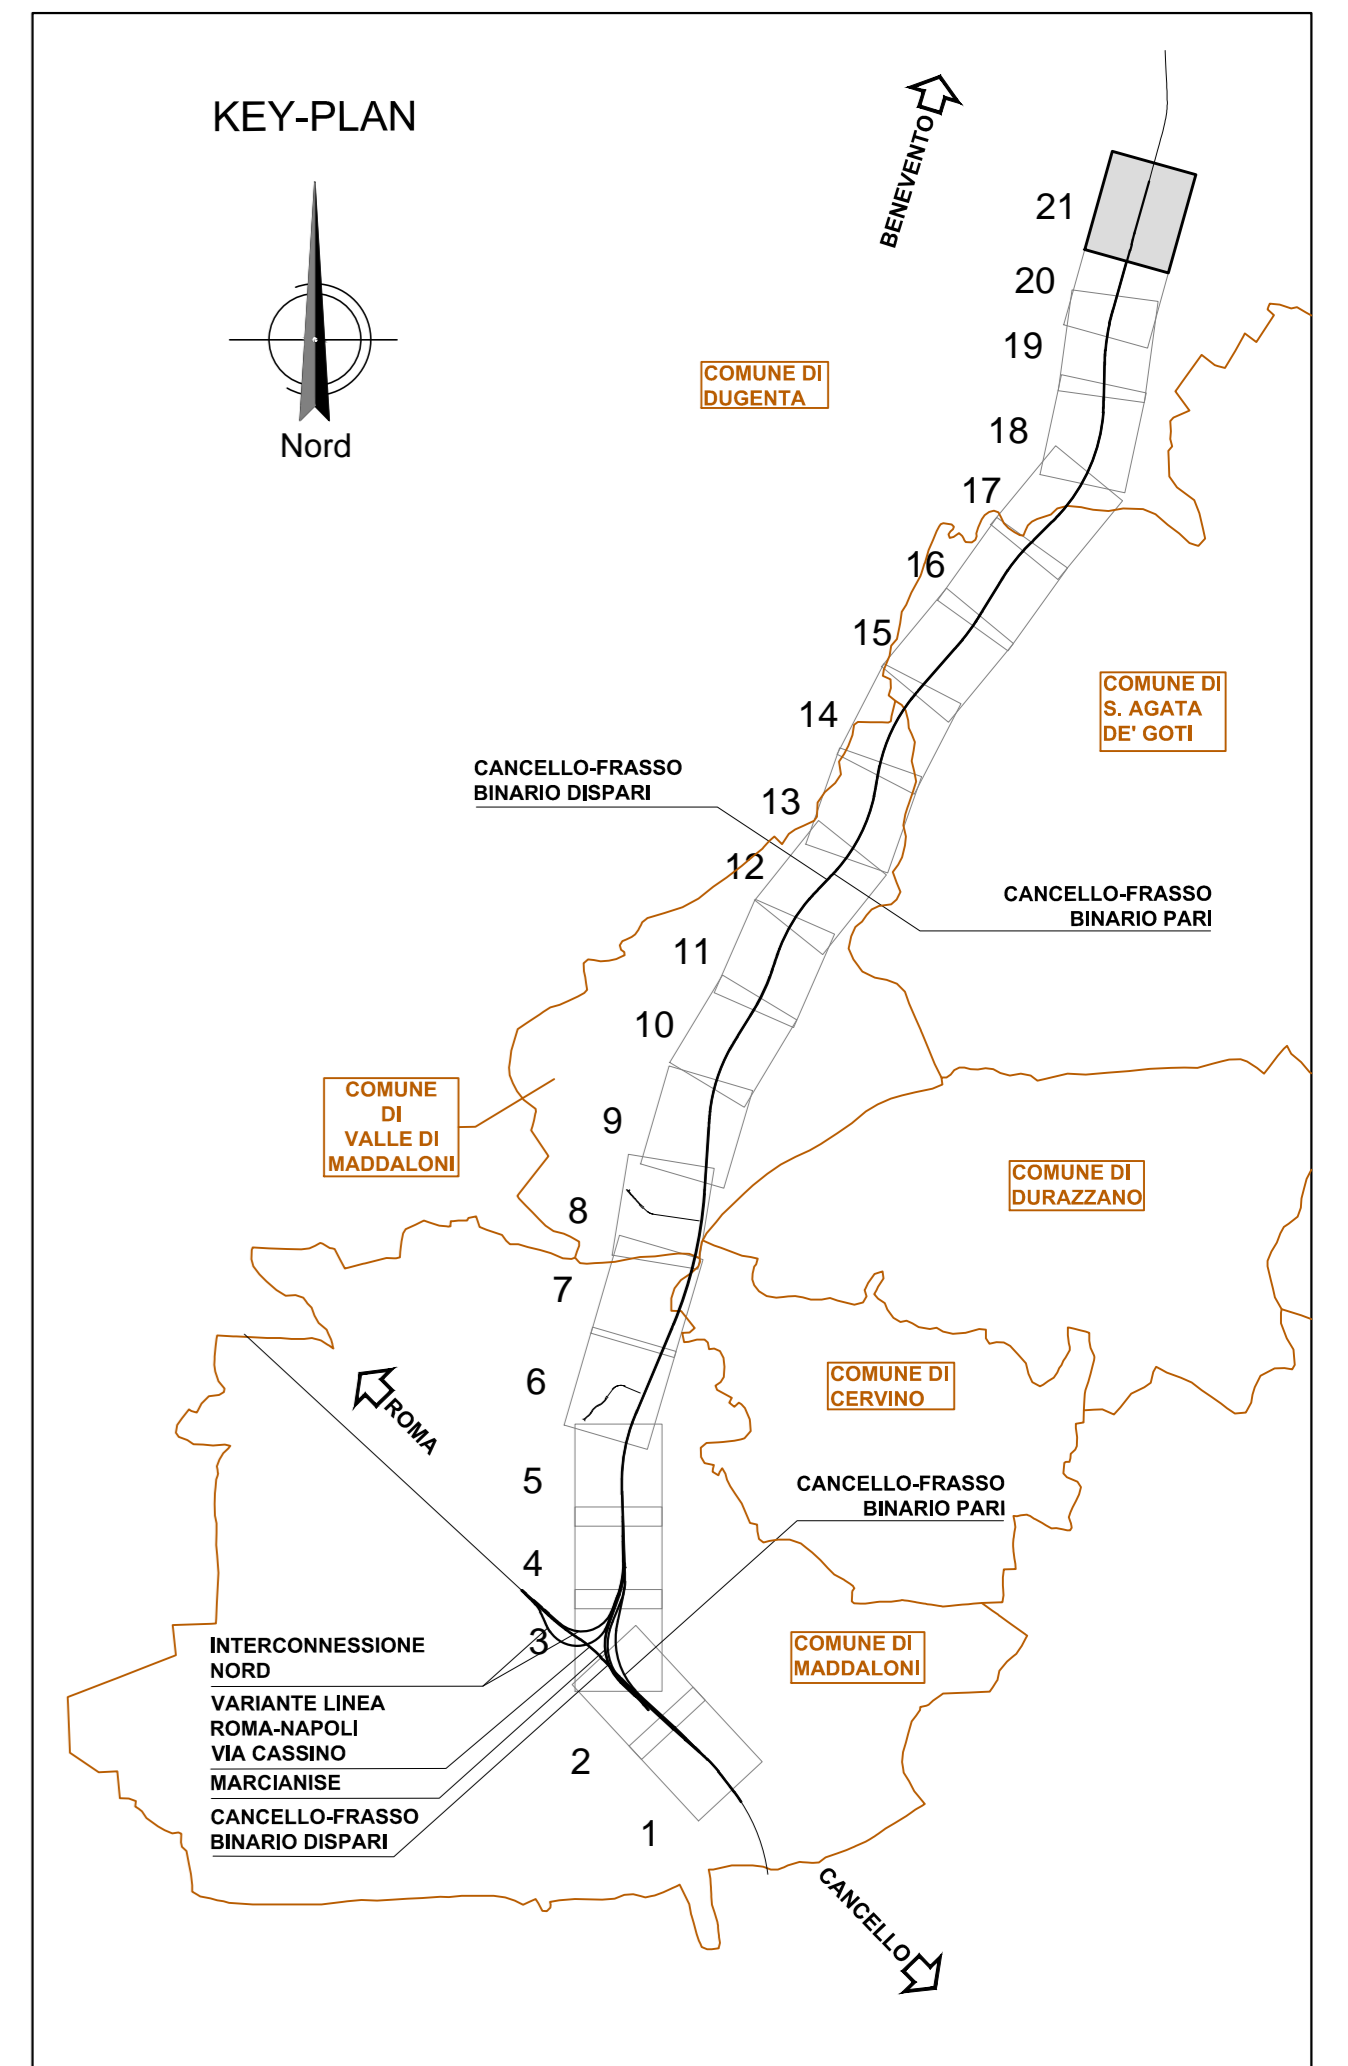 KEY-PLAN
Nord
BENEVENTO
21
20
19
18
17
16
15
14
13
12
11
10
9
8
7
6
5
4
3
2
1
COMUNE DI
DUGENTA
COMUNE DI
S. AGATA
DE' GOTI
CANCELLO-FRASSO
BINARIO DISPARI
CANCELLO-FRASSO
BINARIO PARI
COMUNE
DI
VALLE DI
MADDALONI
COMUNE DI
DURAZZANO
COMUNE DI
CERVINO
ROMA
CANCELLO-FRASSO
BINARIO PARI
COMUNE DI
MADDALONI
INTERCONNESSIONE
NORD
VARIANTE LINEA
ROMA-NAPOLI
VIA CASSINO
MARCIANISE
CANCELLO-FRASSO
BINARIO DISPARI
CANCELLO